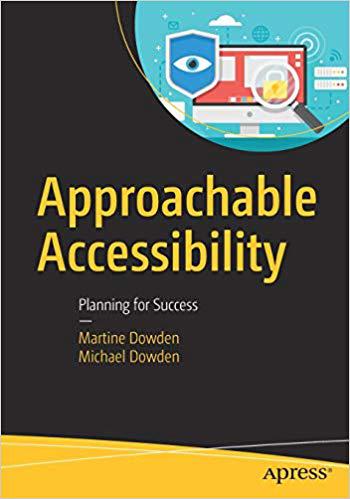 Approachable
Accessibility
Planning for Success
—
Martine Dowden
Michael Dowden
Apress®